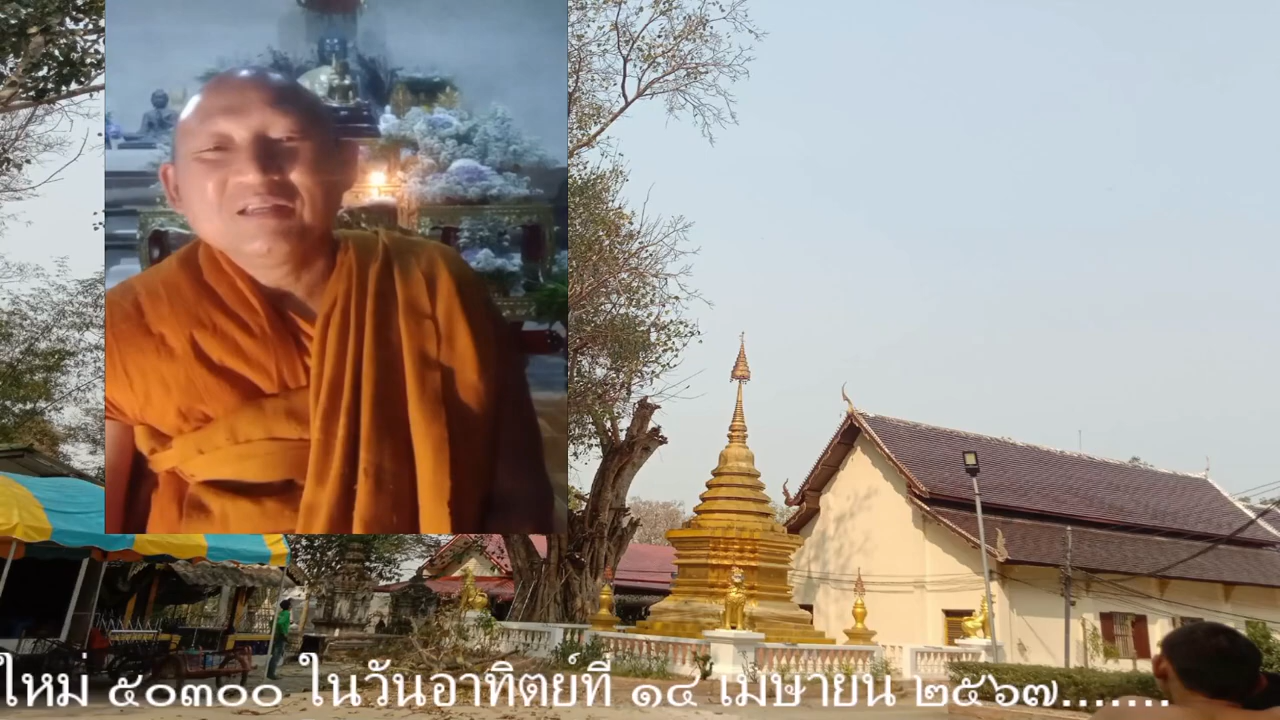 ใหม่ ๕๐๓๐๐ ในวันอาทิตย์ที่ ๑๔ เมษายน ๒๕๖๗.......